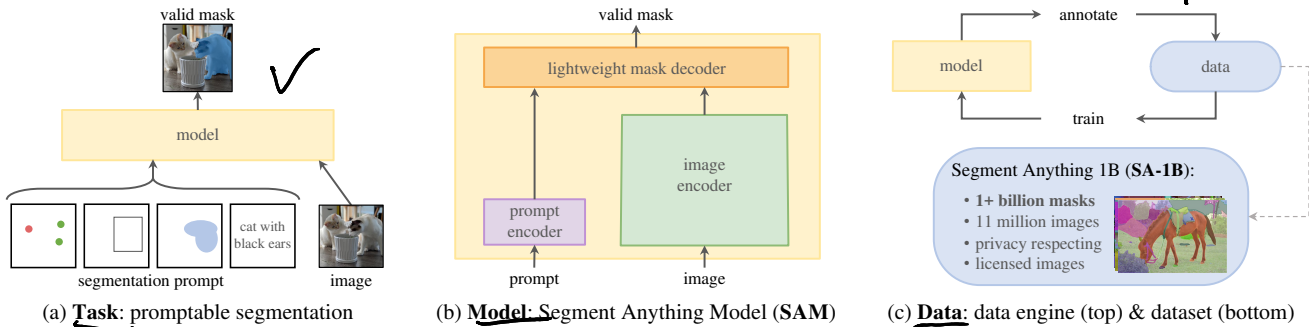 valid mask
model
cat with
black ears
segmentation prompt
image
(a) Task: promptable segmentation
valid mask
lightweight mask decoder
image
encoder
prompt
encoder
prompt
image
(b) Model: Segment Anything Model (SAM)
annotate
model
data
train
Segment Anything 1B (SA-1B):
• 1+ billion masks
• 11 million images
• privacy respecting
• licensed images
(c) Data: data engine (top) & dataset (bottom)